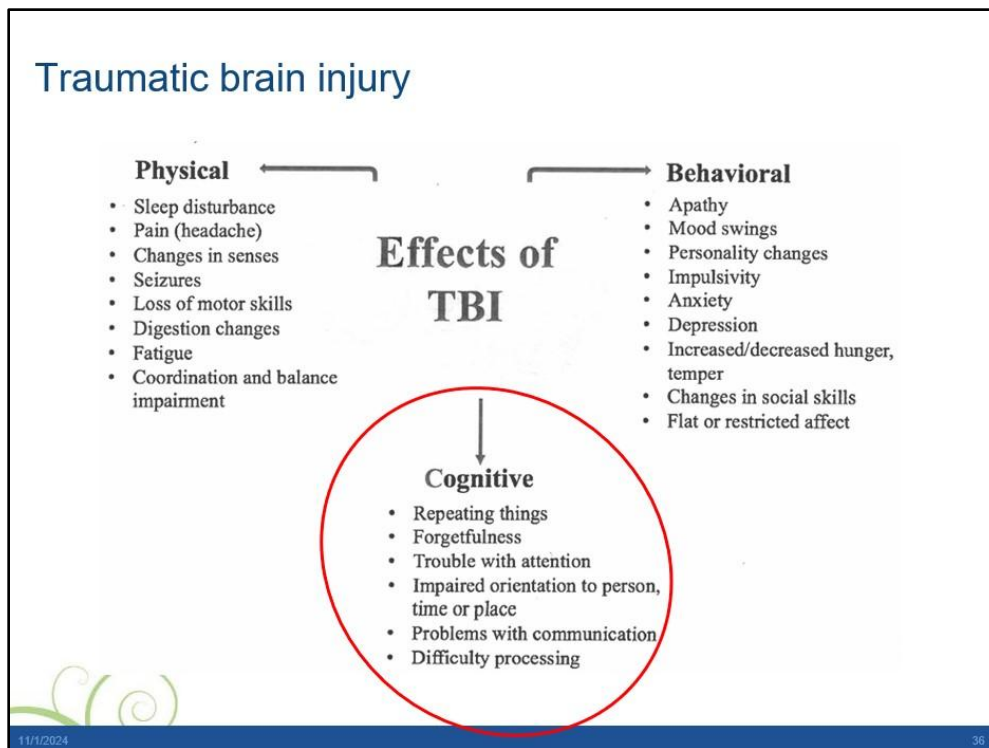 Traumatic brain injury
Physical
• Sleep disturbance
• Pain (headache)
• Changes in senses
• Seizures
• Loss of motor skills
• Digestion changes
• Fatigue
• Coordination and balance
impairment
Effects of
TBI
Behavioral
• Apathy
• Mood swings
• Personality changes
• Impulsivity
• Anxiety
• Depression
• Increased/decreased hunger,
temper
• Changes in social skills
• Flat or restricted affect
Cognitive
• Repeating things
• Forgetfulness
• Trouble with attention
• Impaired orientation to person,
time or place
• Problems with communication
• Difficulty processing
11/1/2024
36